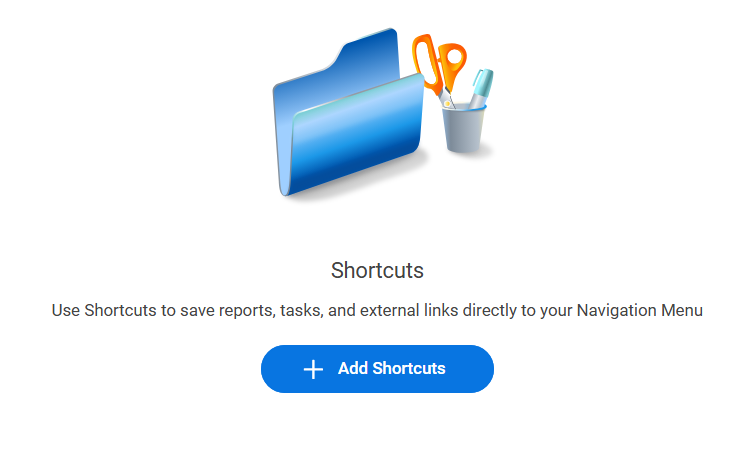 Shortcuts
Use Shortcuts to save reports, tasks, and external links directly to your Navigation Menu
Add Shortcuts